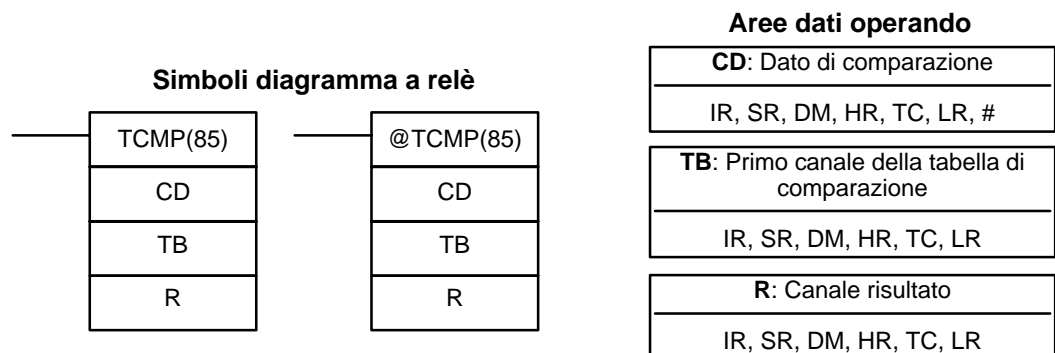 Simboli diagramma a relè
TCMP(85)
CD
TB
R
@TCMP(85)
CD
TB
R
Aree dati operando
CD: Dato di comparazione
IR, SR, DM, HR, TC, LR, #
TB: Primo canale della tabella di
comparazione
IR, SR, DM, HR, TC, LR
R: Canale risultato
IR, SR, DM, HR, TC, LR